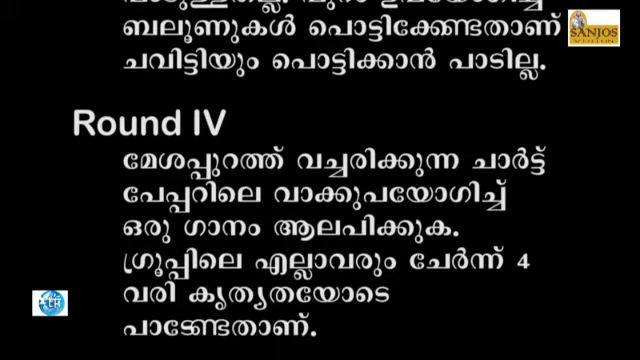 ബലൂണുകൾ പൊട്ടിക്കേണ്ടതാണ്
ചവിട്ടിയും പൊട്ടിക്കാൻ പാടില്ല.
SANJOS
Round IV
മേശപ്പുറത്ത് വച്ചരിക്കുന്ന ചാർട്ട്
പേപ്പറിലെ വാക്കുപയോഗിച്ച്
ഒരു ഗാനം ആലപിക്കുക.
ഗ്രൂപ്പിലെ എല്ലാവരും ചേർന്ന് 4
വരി കൃത്യതയോടെ
പാടേണ്ടതാണ്.